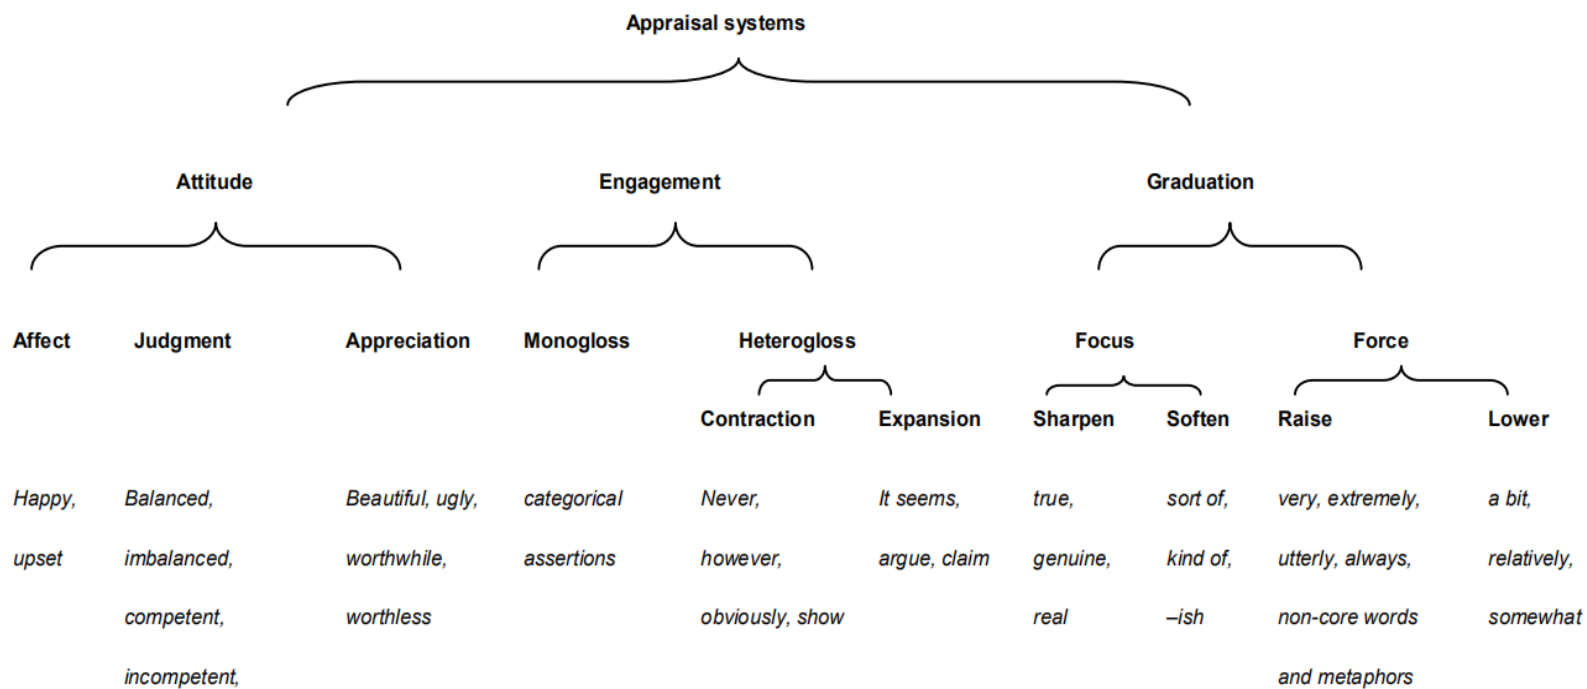 Appraisal systems
Attitude Engagement Graduation
Affect Judgment Appreciation Monogloss Heterogloss Focus Force
Contraction Expansion Sharpen Soften Raise Lower
Happy, Balanced, Beautiful, ugly, categorical Never, It seems, true, sort of, very, extremely, a bit,
upset imbalanced, worthwhile, assertions however, argue, claim genuine, kind of, utterly, always, relatively,
competent, worthless obviously, show real –ish non-core words somewhat
incompetent, and metaphors